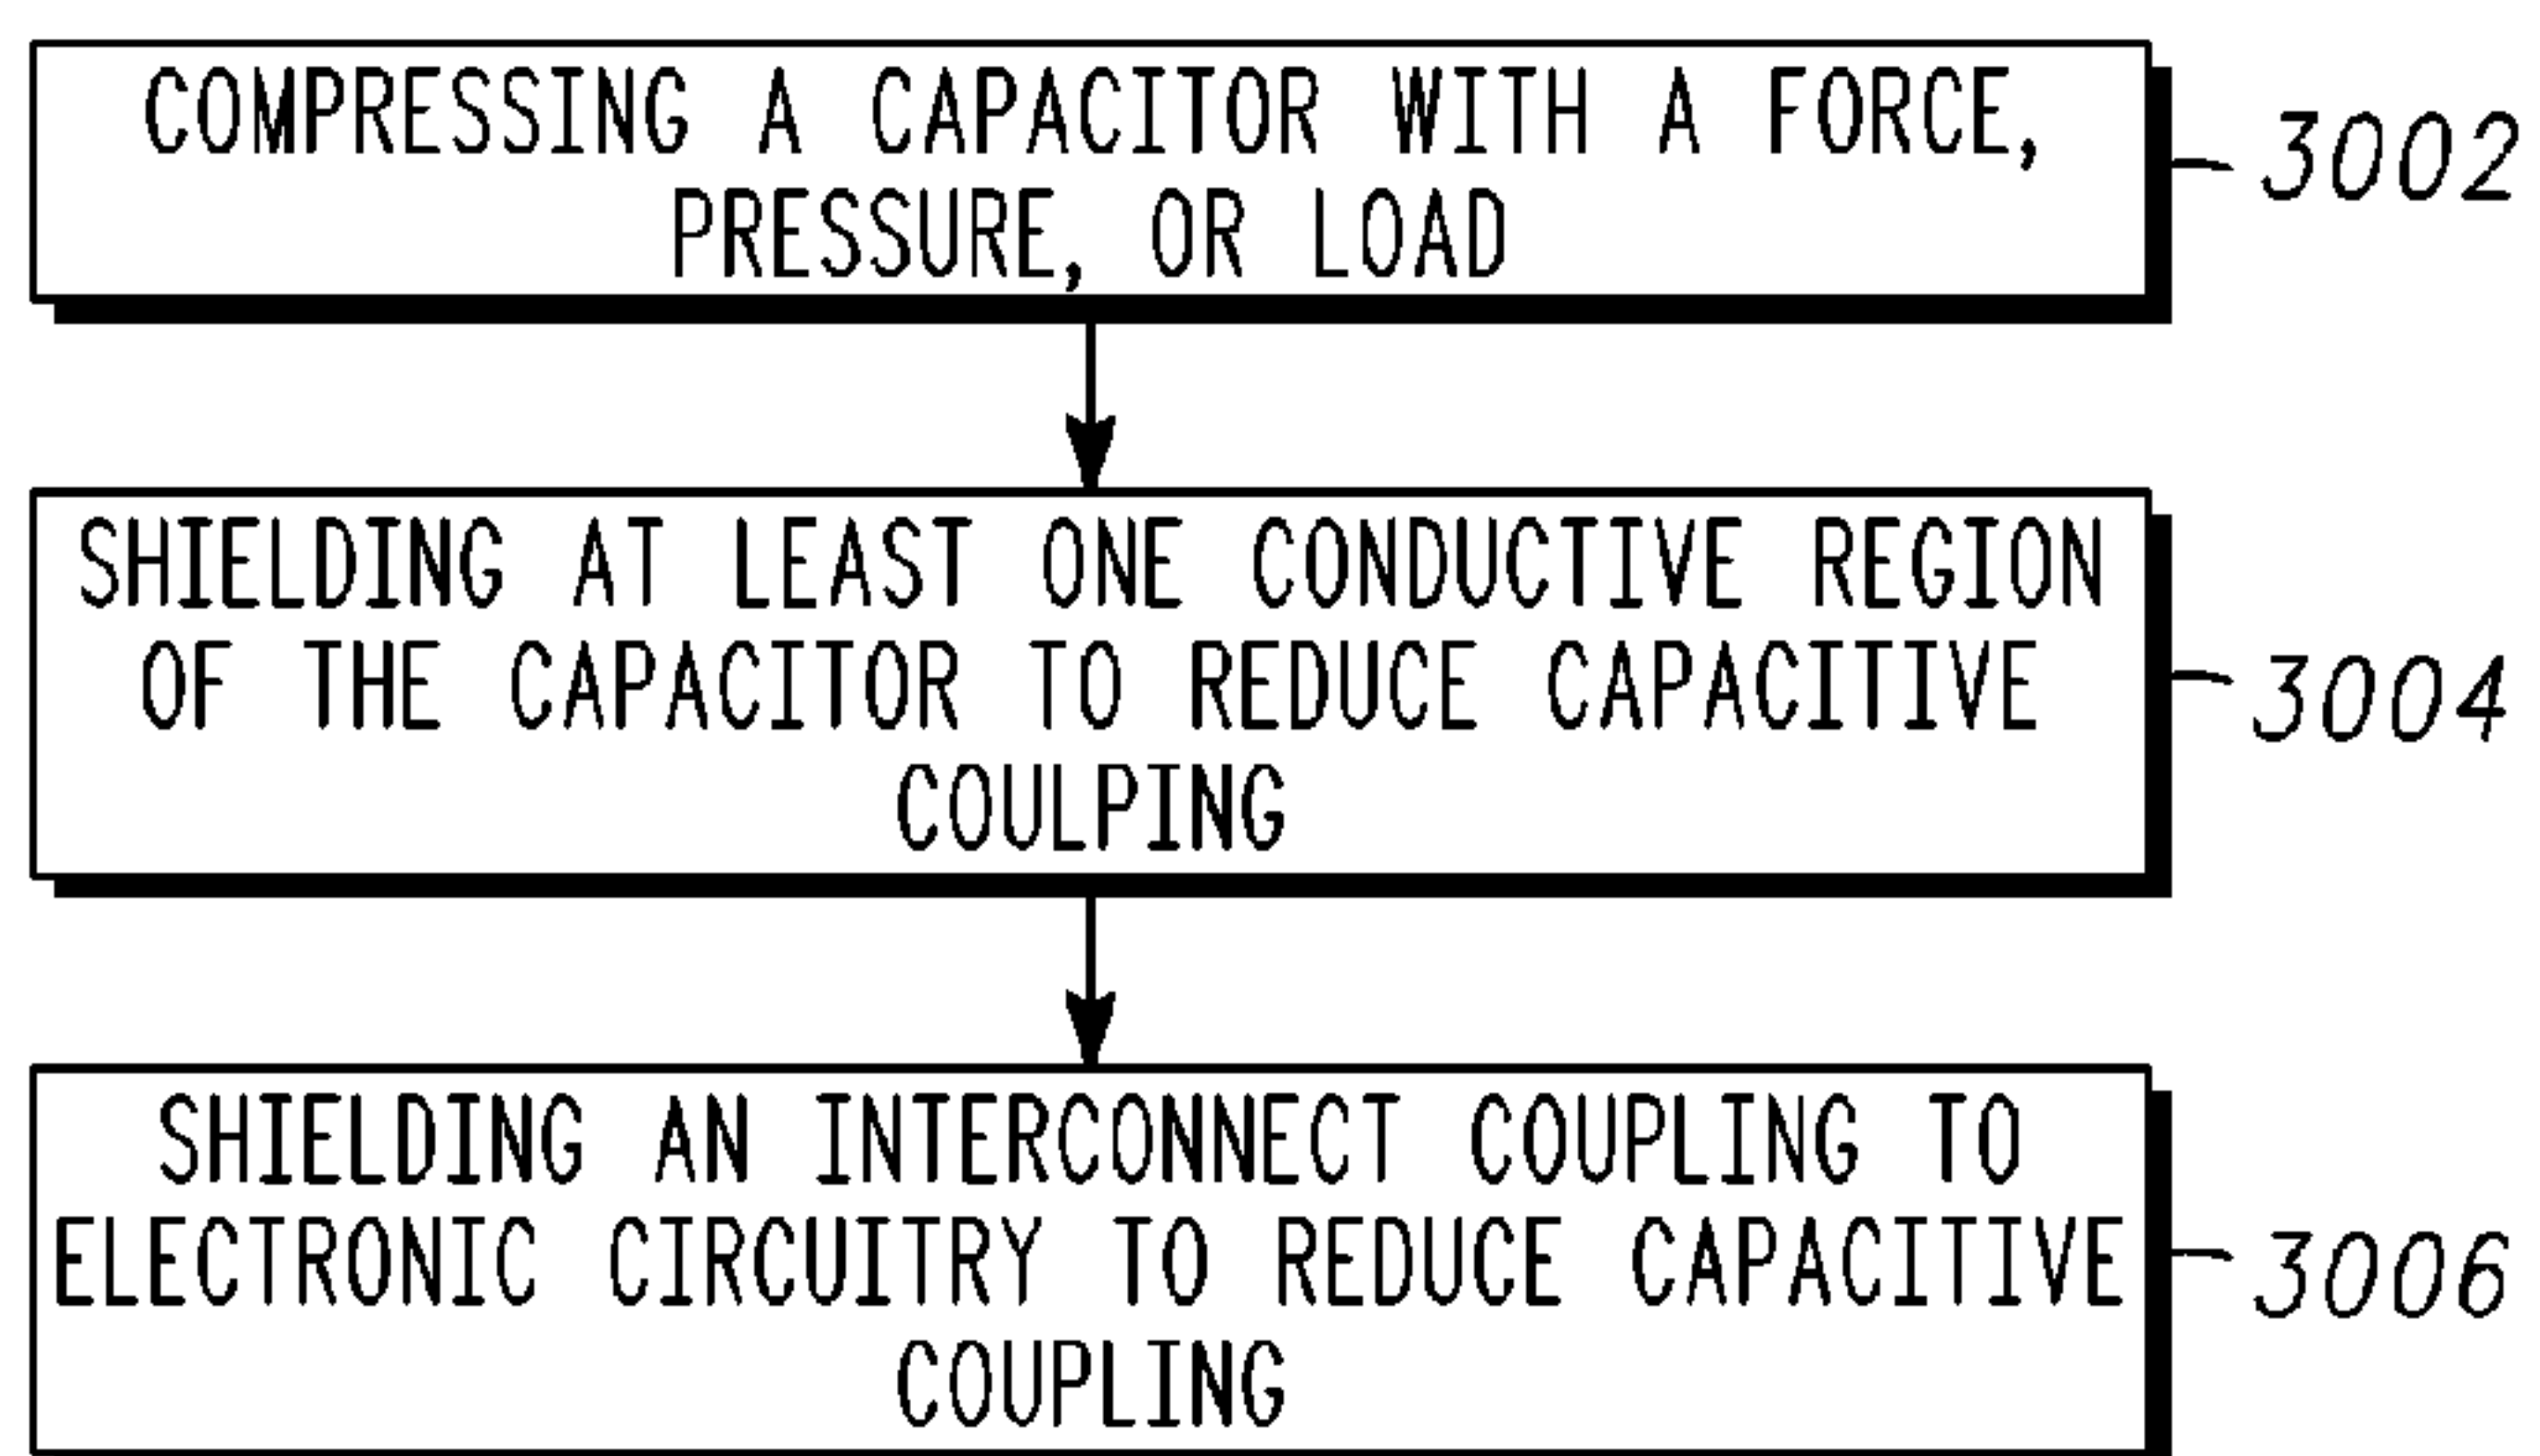 COMPRESSING A CAPACITOR WITH A FORCE,
PRESSURE, OR LOAD
3002
SHIELDING AT LEAST ONE CONDUCTIVE REGION
OF THE CAPACITOR TO REDUCE CAPACITIVE
COULPING
3004
SHIELDING AN INTERCONNECT COUPLING TO
ELECTRONIC CIRCUITRY TO REDUCE CAPACITIVE
COUPLING
3006